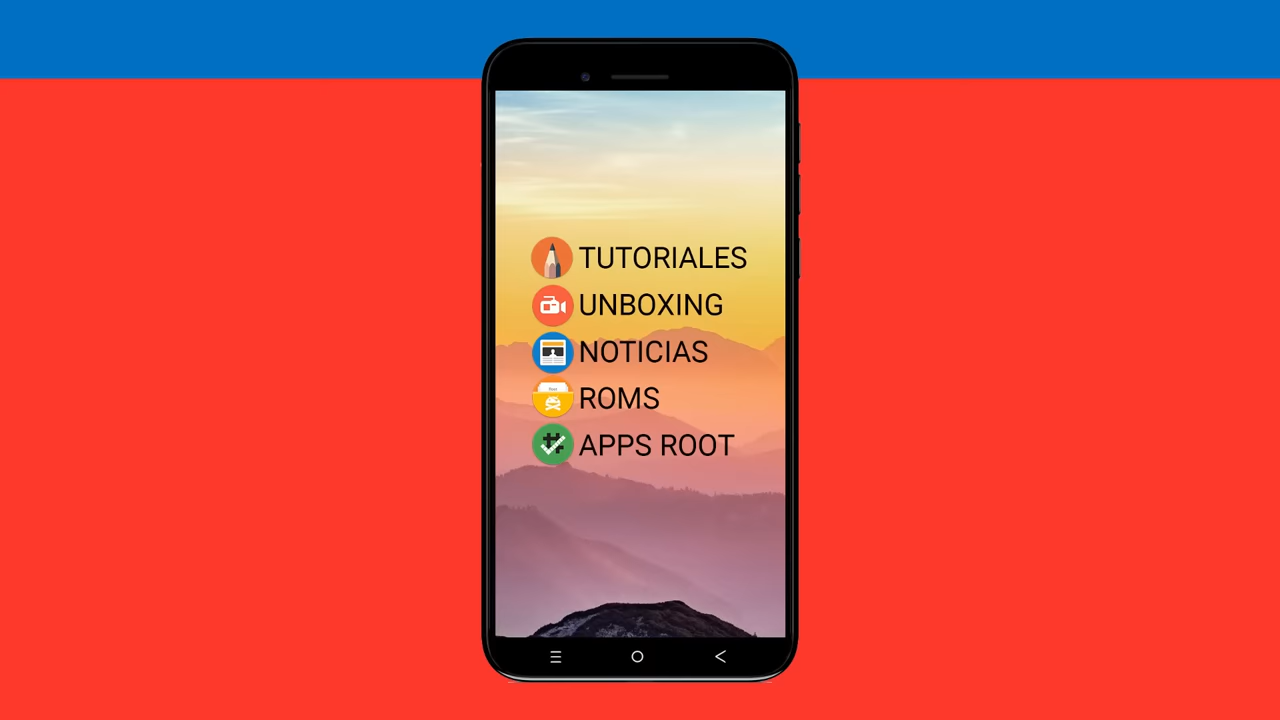 TUTORIALES
UNBOXING
NOTICIAS
ROMS
APPS ROOT